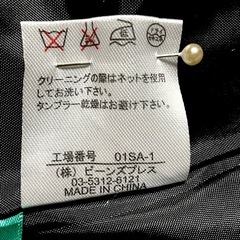 クリーニングの際はネットを使用
してお洗い下さい。
タンブラー乾燥はお避け下さい。
工場番号 01SA-1
(株) ビーンズプレス
03-5312-6121
MADE IN CHINA